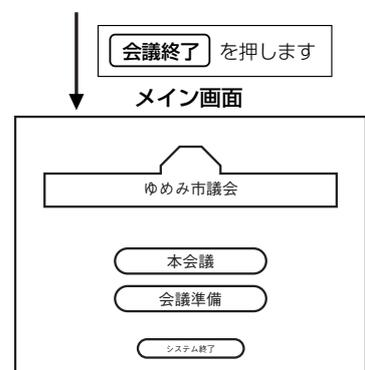 会議終了 を押します
メイン画面
ゆめみ市議会
本会議
会議準備
システム終了